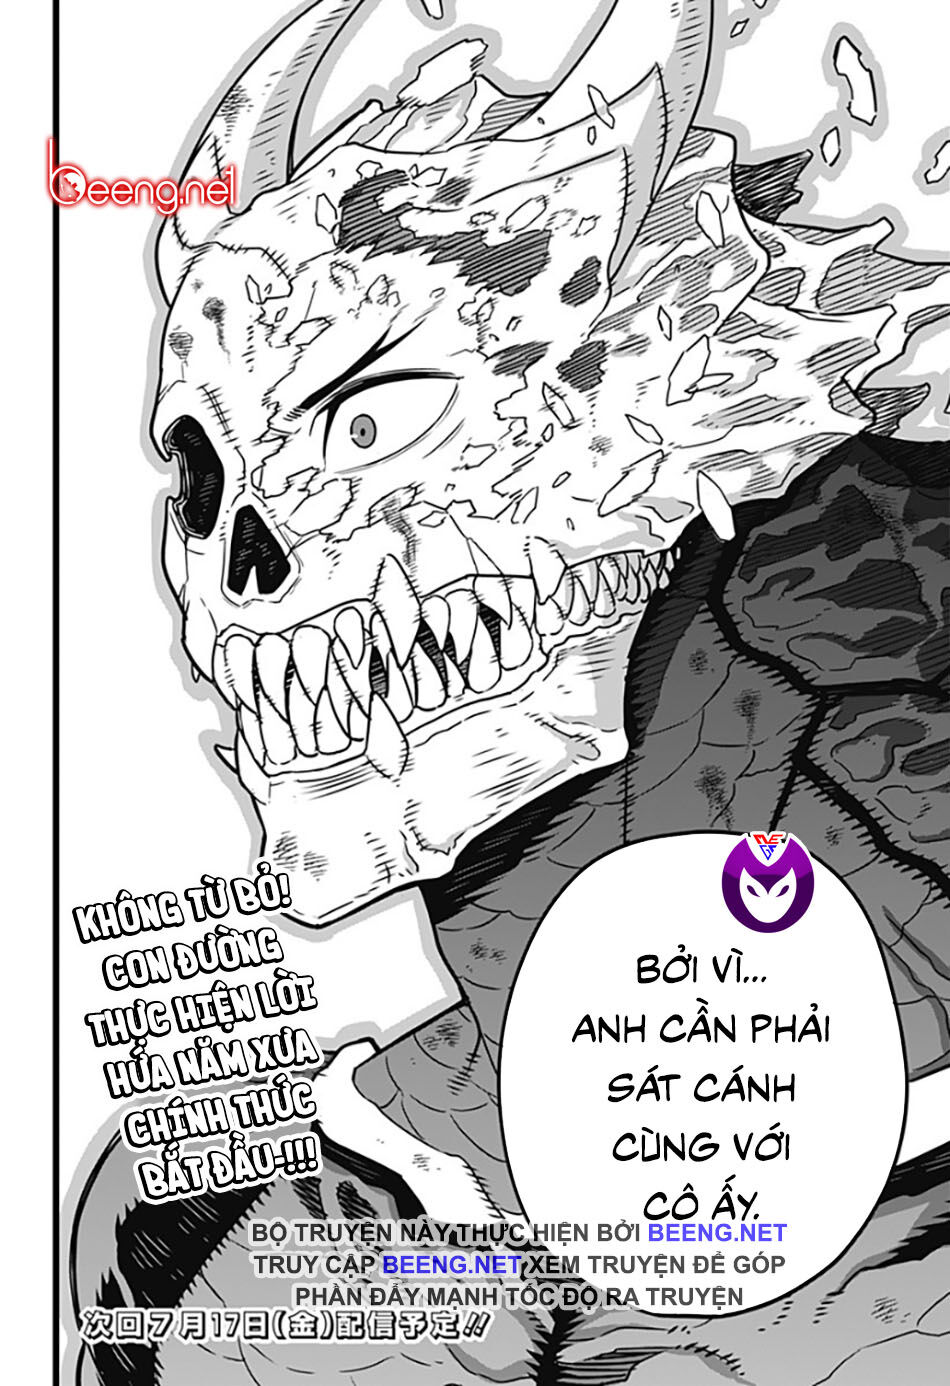 beeng.net
KHÔNG TỪ BỎ!
CON ĐƯỜNG
THỰC HIỆN LỜI
HỨA NĂM XƯA
CHÍNH THỨC
BẮT ĐẦU-!!!
BỞI VÌ...
ANH CẦN PHẢI
SÁT CÁNH
CÙNG VỚI
CÔ ẤY.
BỘ TRUYỆN NÀY THỰC HIỆN BỞI BEENG.NET
TRUY CẬP BEENG.NET XEM TRUYỆN ĐỂ GÓP
PHẦN ĐẨY MẠNH TỐC ĐỘ RA TRUYỆN
次回7月17日(金)配信予定!!